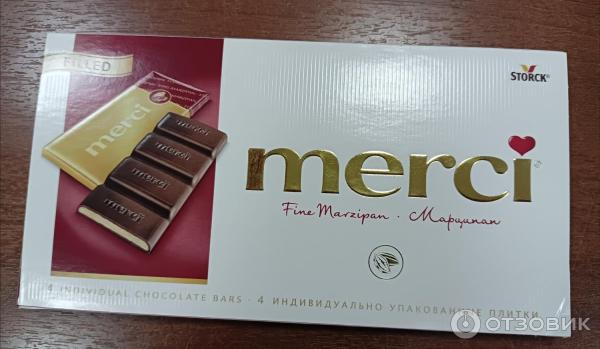 FILLED
STORCK®
merci
merci
merci
merci
merci
merci
Fine Marzipan · Марципан
4 INDIVIDUAL CHOCOLATE BARS · 4 ИНДИВИДУАЛЬНО УПАКОВАННЫЕ ПЛИТКИ
ОТЗОВИК